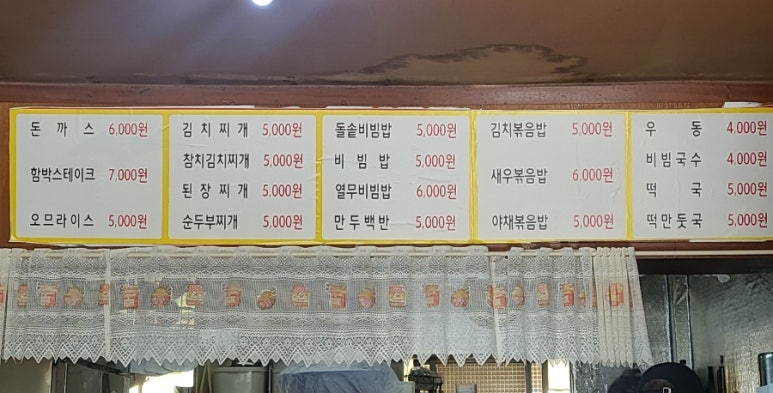 돈까스 6,000원
함박스테이크 7,000원
오므라이스 5,000원
김치찌개 5,000원
참치김치찌개 5,000원
된장찌개 5,000원
순두부찌개 5,000원
돌솥비빔밥 5,000원
비빔밥 5,000원
열무비빔밥 6,000원
만두백반 5,000원
김치볶음밥 5,000원
새우볶음밥 6,000원
야채볶음밥 5,000원
우동 4,000원
비빔국수 4,000원
떡국 5,000원
떡만둣국 5,000원